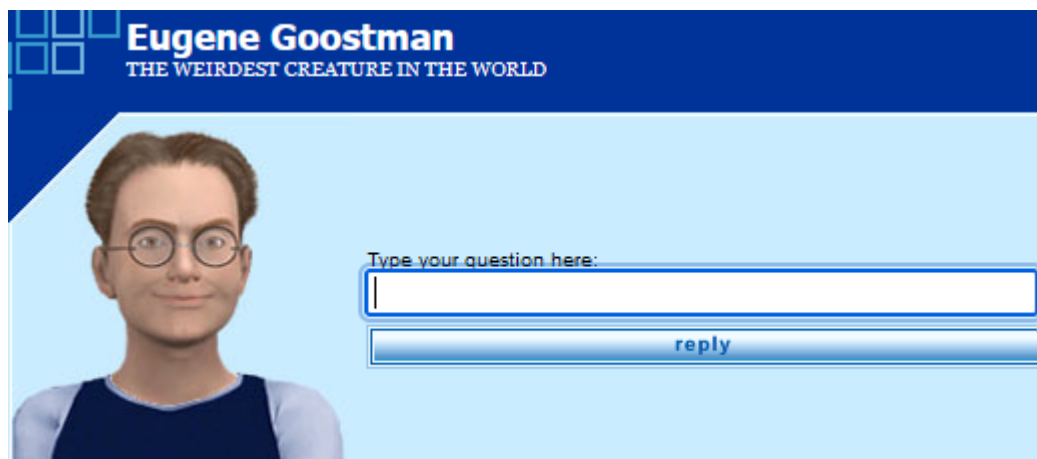 Eugene Goostman
THE WEIRDEST CREATURE IN THE WORLD
Type your question here:
reply